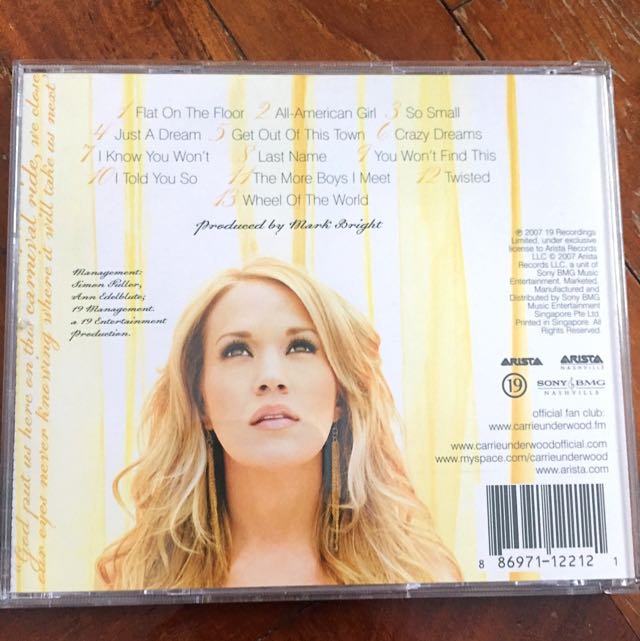 1 Flat On The Floor 2 All-American Girl 3 So Small
4 Just A Dream 5 Get Out Of This Town 6 Crazy Dreams
7 I Know You Won't 8 Last Name 9 You Won't Find This
10 I Told You So 11 The More Boys I Meet 12 Twisted
13 Wheel Of The World
Produced by Mark Bright
Management:
Simon Fuller,
Ann Edelblute;
19 Management.
a 19 Entertainment
Production.
"God put us here on this carnival ride, we close
our eyes never knowing where it will take us next"
℗ 2007 19 Recordings
Limited, under exclusive
license to Arista Records
LLC © 2007 Arista
Records LLC, a unit of
Sony BMG Music
Entertainment. Marketed,
Manufactured and
Distributed by Sony BMG
Music Entertainment
Singapore Pte Ltd.
Printed in Singapore. All
Rights Reserved.
ARISTA
ARISTA
NASHVILLE
19
SONY BMG
NASHVILLE
official fan club:
www.carrieunderwood.fm
www.carrieunderwoodofficial.com
www.myspace.com/carrieunderwood
www.arista.com
8 86971-12212 1